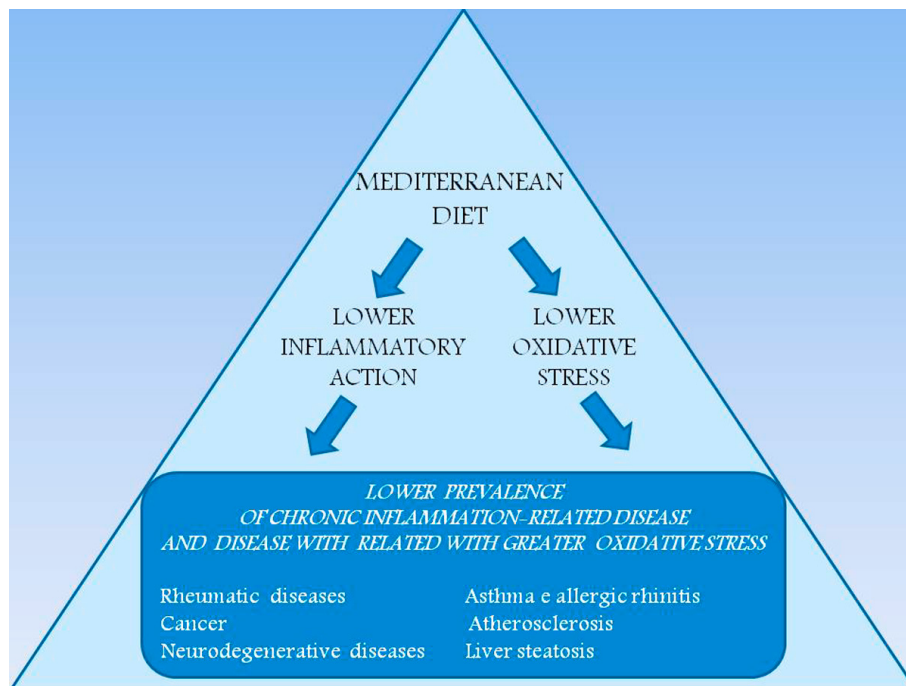 MEDITERRANEAN
DIET
LOWER
INFLAMMATORY
ACTION
LOWER
OXIDATIVE
STRESS
LOWER PREVALENCE
OF CHRONIC INFLAMMATION-RELATED DISEASE
AND DISEASE WITH RELATED WITH GREATER OXIDATIVE STRESS
Rheumatic diseases
Cancer
Neurodegenerative diseases
Asthma e allergic rhinitis
Atherosclerosis
Liver steatosis